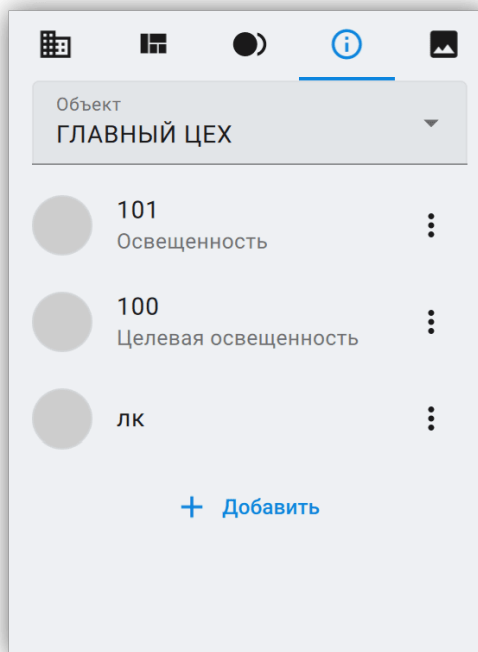 Объект
ГЛАВНЫЙ ЦЕХ
101
Освещенность
100
Целевая освещенность
лк
Добавить